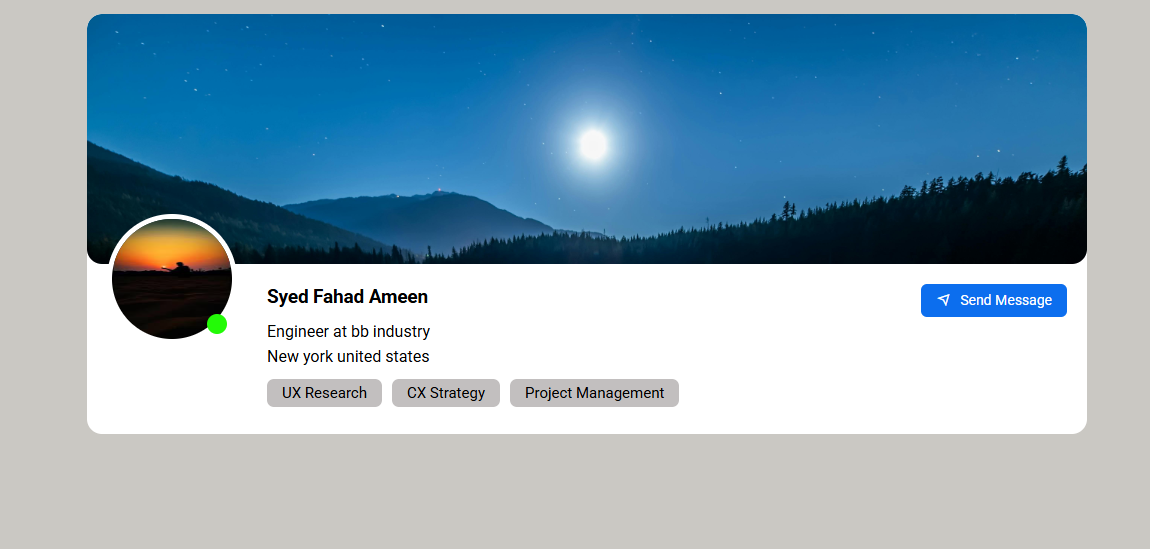 Syed Fahad Ameen
Send Message
Engineer at bb industry
New york united states
UX Research CX Strategy Project Management